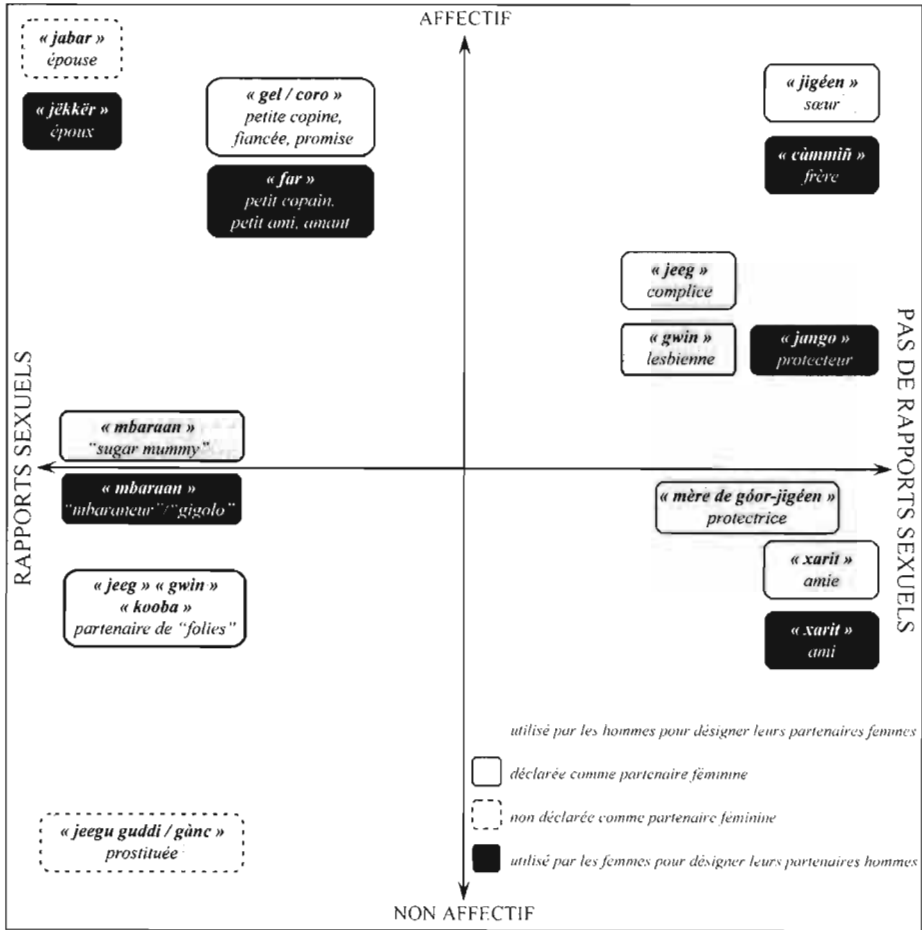 AFFECTIF
« jabar »
épouse
« jëkkër »
époux
« gel / coro »
petite copine,
fiancée, promise
« far »
petit copain,
petit ami, amant
« jigéen »
sœur
« càmmiñ »
frère
« jeeg »
complice
« gwin »
lesbienne
« jango »
protecteur
RAPPORTS SEXUELS
PAS DE RAPPORTS SEXUELS
« mbaraan »
“sugar mummy”
« mbaraan »
“mbaraneur”/“gigolo”
« mère de góor-jigéen »
protectrice
« jeeg » « gwin »
« kooba »
partenaire de “folies”
« xarit »
amie
« xarit »
ami
utilisé par les hommes pour désigner leurs partenaires femmes
déclarée comme partenaire féminine
non déclarée comme partenaire féminine
utilisé par les femmes pour désigner leurs partenaires hommes
« jeegu guddi / gànc »
prostituée
NON AFFECTIF